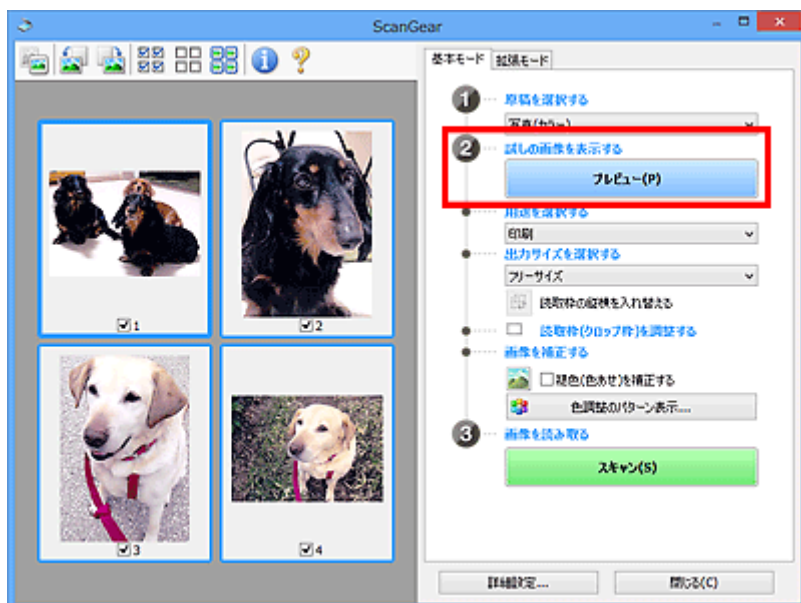 ScanGear
基本モード 拡張モード
1 原稿を選択する
写真(カラー)
2 試しの画像を表示する
プレビュー(P)
用途を選択する
印刷
出力サイズを選択する
フリーサイズ
読取枠の縦横を入れ替える
読取枠(クロップ枠)を調整する
画像を補正する
褪色(色あせ)を補正する
色調整のパターン表示...
3 画像を読み取る
スキャン(S)
1
2
3
4
詳細設定...
閉じる(C)